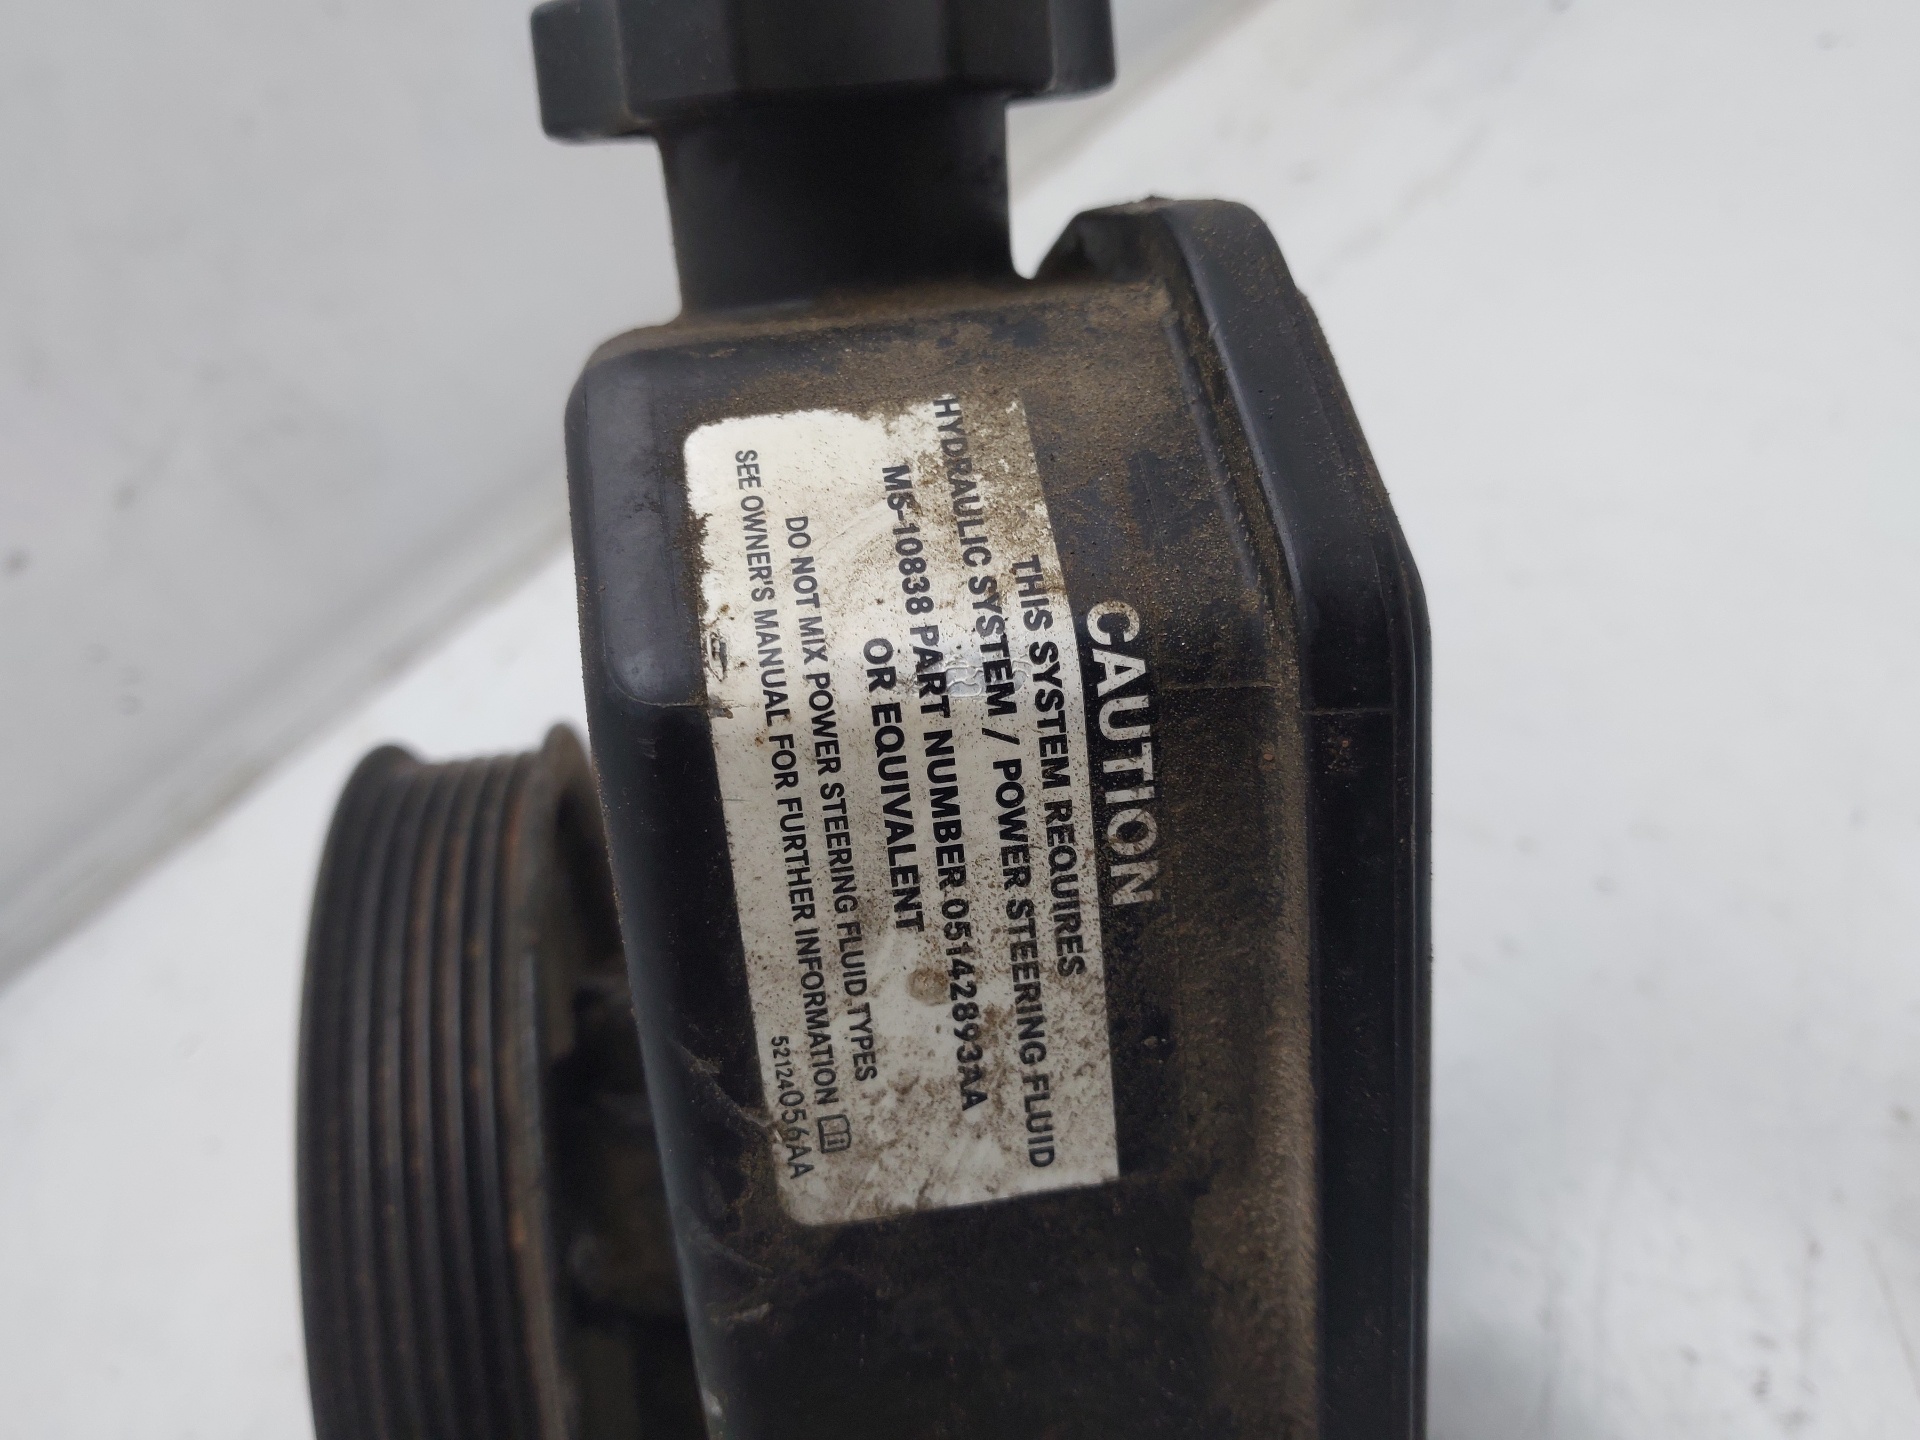 CAUTION
THIS SYSTEM REQUIRES
HYDRAULIC SYSTEM / POWER STEERING FLUID
MS-10838 PART NUMBER 05142893AA
OR EQUIVALENT
DO NOT MIX POWER STEERING FLUID TYPES
SEE OWNER'S MANUAL FOR FURTHER INFORMATION
52124056AA